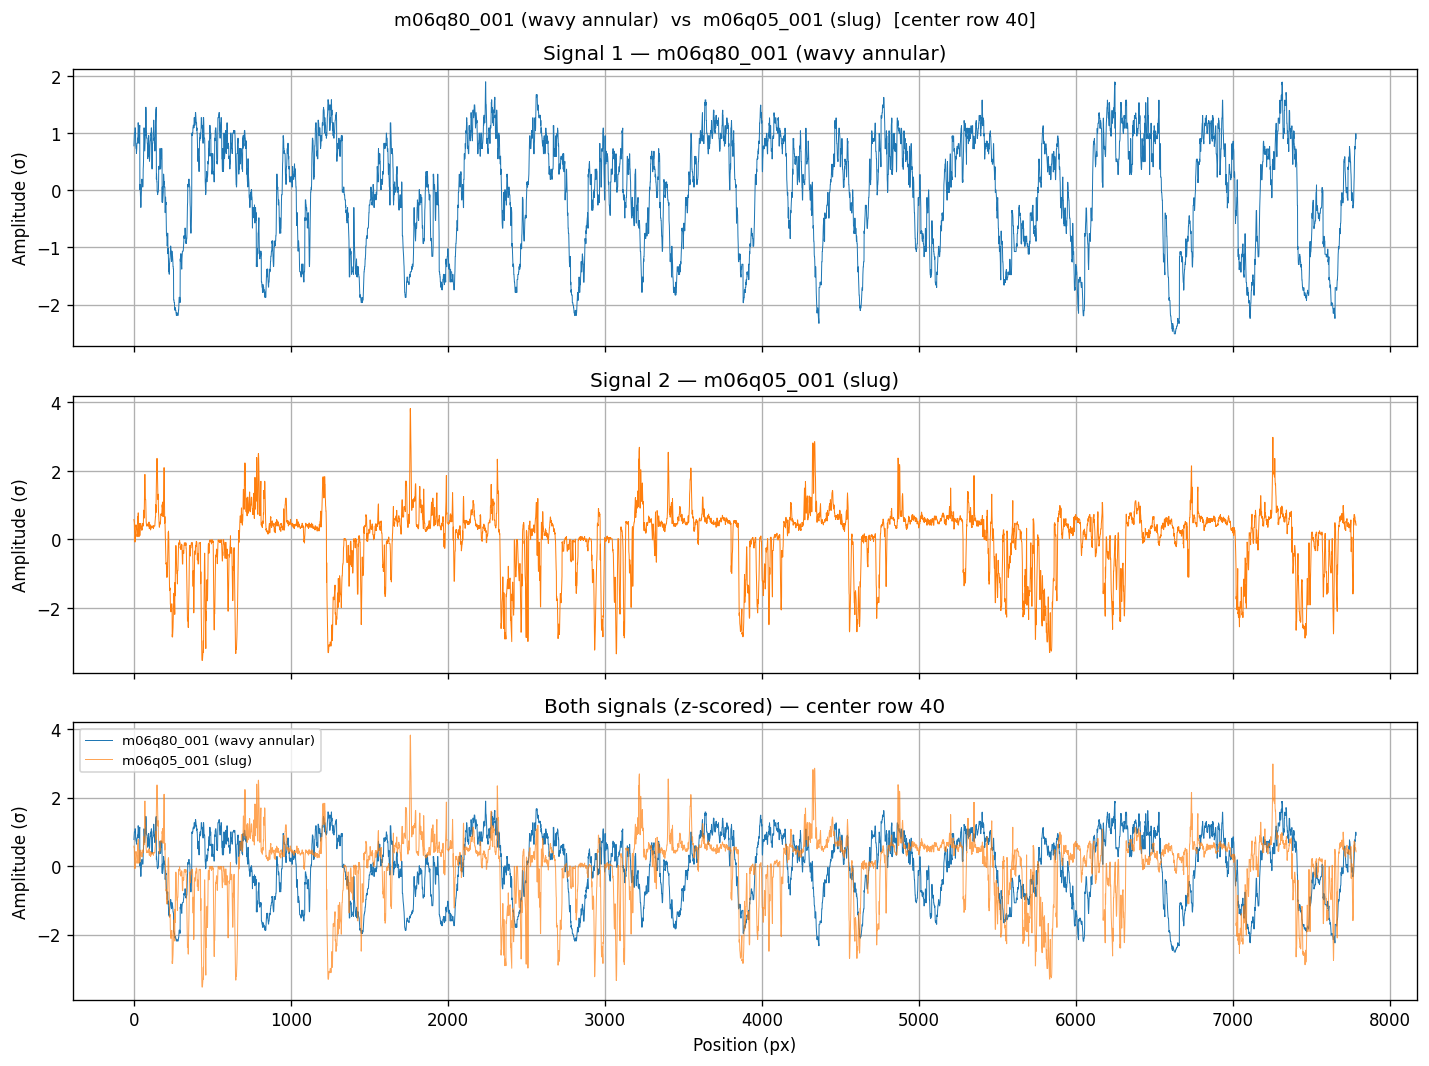 m06q80_001 (wavy annular)  vs  m06q05_001 (slug)  [center row 40]
Signal 1 — m06q80_001 (wavy annular)
2
1
0
−1
−2
Amplitude (σ)
Signal 2 — m06q05_001 (slug)
4
2
0
−2
Amplitude (σ)
Both signals (z-scored) — center row 40
m06q80_001 (wavy annular)
m06q05_001 (slug)
4
2
0
−2
Amplitude (σ)
0 1000 2000 3000 4000 5000 6000 7000 8000
Position (px)